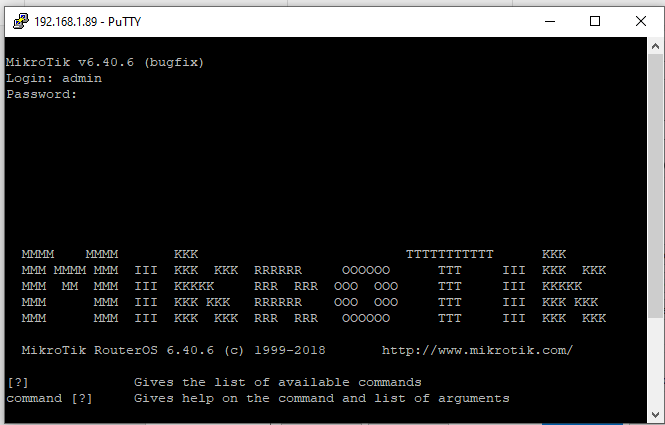 192.168.1.89 - PuTTY
MikroTik v6.40.6 (bugfix)
Login: admin
Password:
MMMM    MMMM       KKK                          TTTTTTTTTTT      KKK
MMM MMMM MMM  III  KKK  KKK  RRRRRR     OOOOOO      TTT     III  KKK  KKK
MMM  MM  MMM  III  KKKKK     RRR  RRR  OOO  OOO     TTT     III  KKKKK
MMM      MMM  III  KKK KKK   RRRRRR    OOO  OOO     TTT     III  KKK KKK
MMM      MMM  III  KKK  KKK  RRR  RRR   OOOOOO      TTT     III  KKK  KKK
MikroTik RouterOS 6.40.6 (c) 1999-2018       http://www.mikrotik.com/
[?]             Gives the list of available commands
command [?]     Gives help on the command and list of arguments